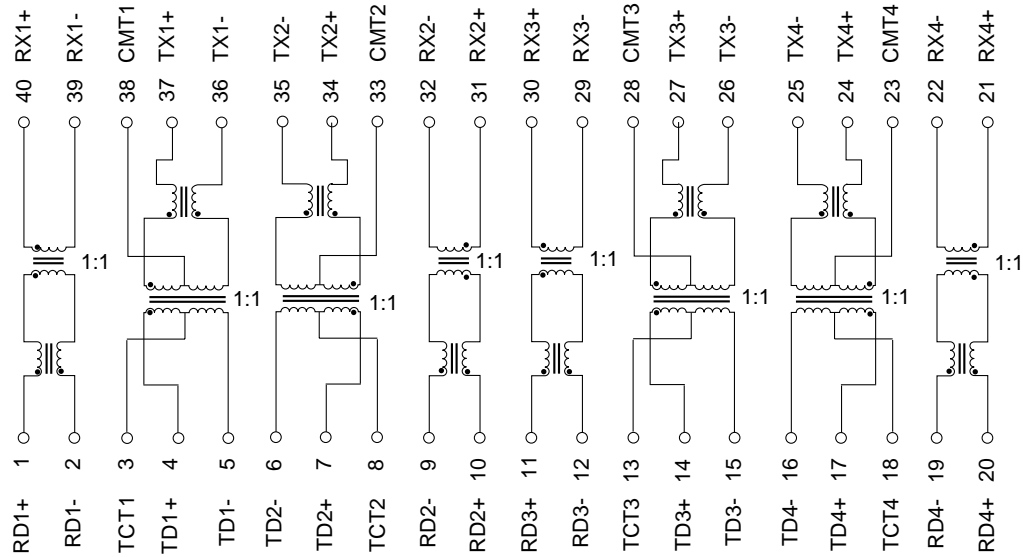 RX1+ RX1- CMT1 TX1+ TX1- TX2- TX2+ CMT2 RX2- RX2+ RX3+ RX3- CMT3 TX3+ TX3- TX4- TX4+ CMT4 RX4- RX4+
40 39 38 37 36 35 34 33 32 31 30 29 28 27 26 25 24 23 22 21
1:1 1:1 1:1 1:1 1:1 1:1 1:1 1:1
1 2 3 4 5 6 7 8 9 10 11 12 13 14 15 16 17 18 19 20
RD1+ RD1- TCT1 TD1+ TD1- TD2- TD2+ TCT2 RD2- RD2+ RD3+ RD3- TCT3 TD3+ TD3- TD4- TD4+ TCT4 RD4- RD4+